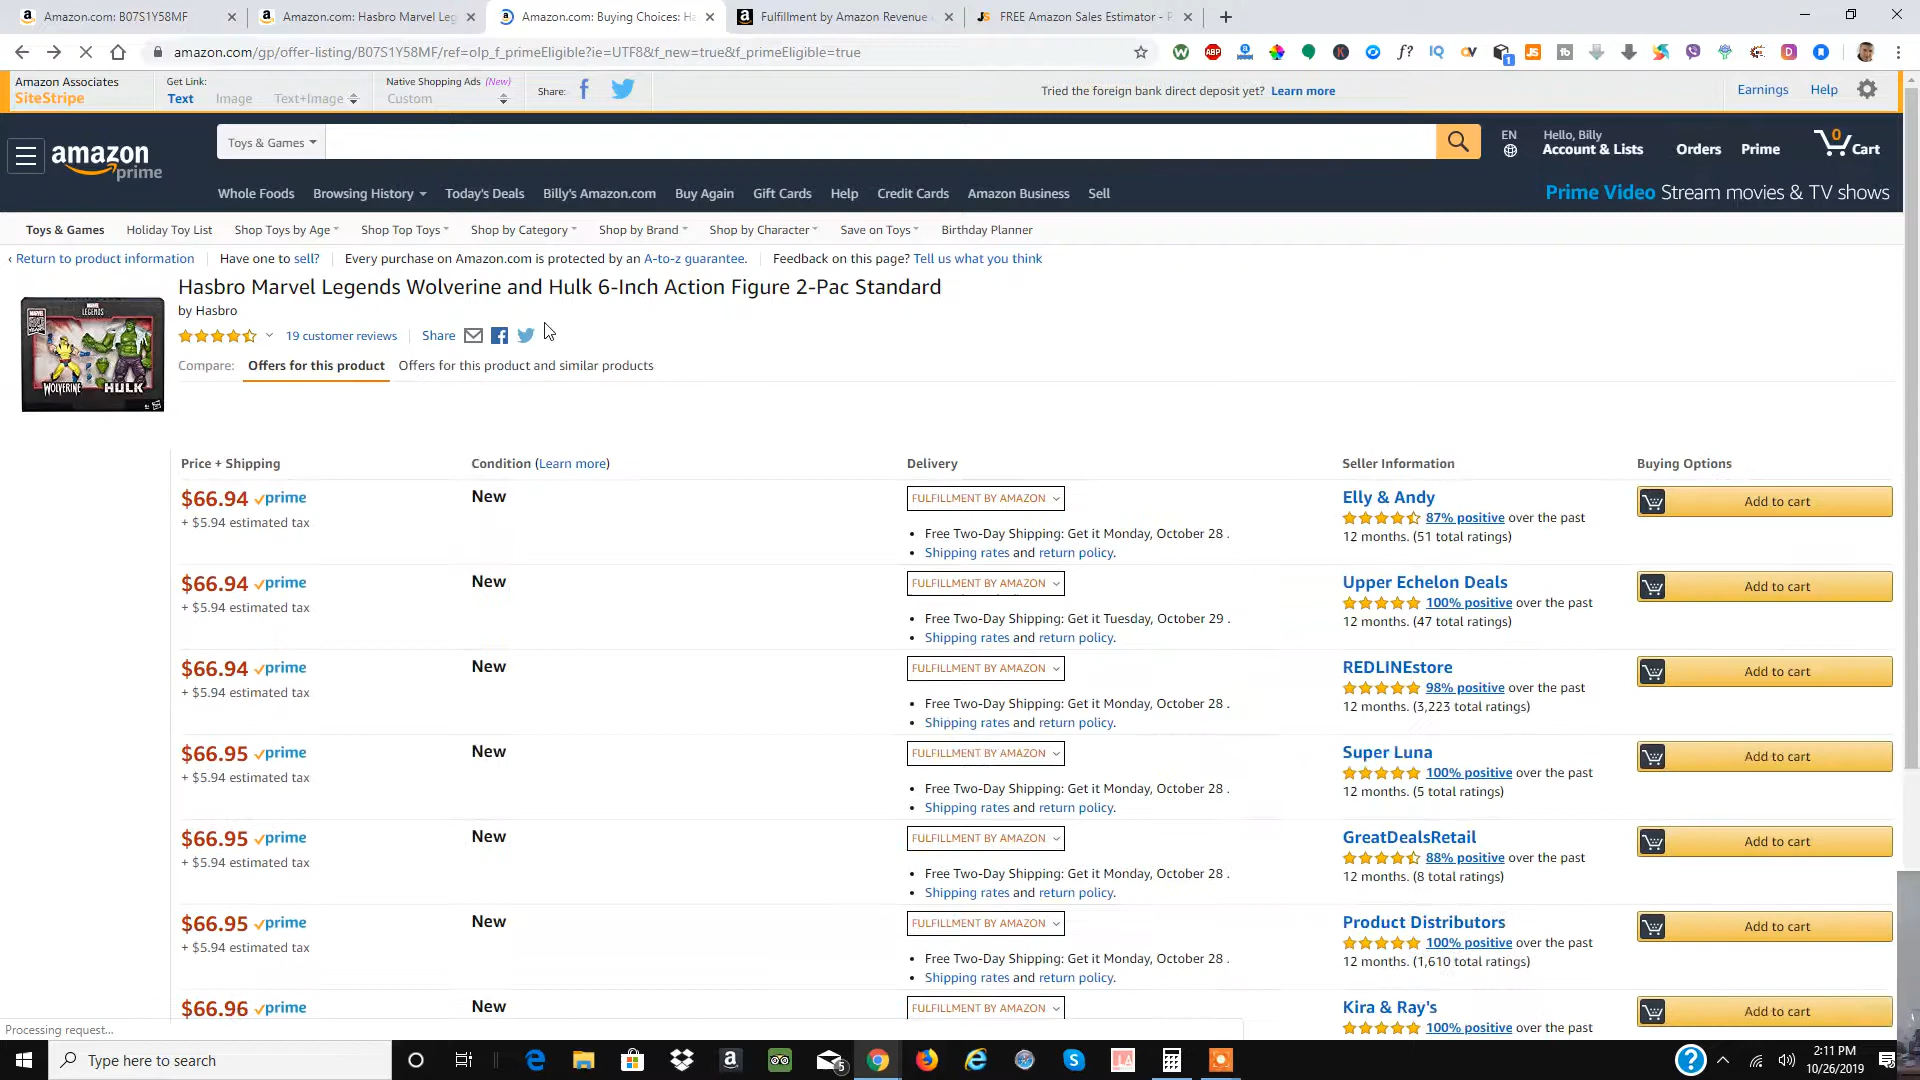 Amazon.com: B07S1Y58MF
Amazon.com: Hasbro Marvel Leg
Amazon.com: Buying Choices: Ha
Fulfillment by Amazon Revenue
FREE Amazon Sales Estimator - P
amazon.com/gp/offer-listing/B07S1Y58MF/ref=olp_f_primeEligible?ie=UTF8&f_new=true&f_primeEligible=true
Amazon Associates
SiteStripe
Get Link:
Text Image Text+Image
Native Shopping Ads (New)
Custom
Share:
Tried the foreign bank direct deposit yet? Learn more
Earnings Help
amazon prime
Toys & Games
EN
Hello, Billy
Account & Lists
Orders
Prime
0
Cart
Whole Foods Browsing History Today's Deals Billy's Amazon.com Buy Again Gift Cards Help Credit Cards Amazon Business Sell
Prime Video Stream movies & TV shows
Toys & Games Holiday Toy List Shop Toys by Age Shop Top Toys Shop by Category Shop by Brand Shop by Character Save on Toys Birthday Planner
‹ Return to product information Have one to sell? Every purchase on Amazon.com is protected by an A-to-z guarantee. Feedback on this page? Tell us what you think
Hasbro Marvel Legends Wolverine and Hulk 6-Inch Action Figure 2-Pac Standard
by Hasbro
19 customer reviews Share
Compare: Offers for this product Offers for this product and similar products
LEGENDS
WOLVERINE HULK
Price + Shipping Condition (Learn more) Delivery Seller Information Buying Options
$66.94 prime New FULFILLMENT BY AMAZON Elly & Andy Add to cart
+ $5.94 estimated tax
87% positive over the past
• Free Two-Day Shipping: Get it Monday, October 28 .
12 months. (51 total ratings)
• Shipping rates and return policy.
$66.94 prime New FULFILLMENT BY AMAZON Upper Echelon Deals Add to cart
+ $5.94 estimated tax
100% positive over the past
• Free Two-Day Shipping: Get it Tuesday, October 29 .
12 months. (47 total ratings)
• Shipping rates and return policy.
$66.94 prime New FULFILLMENT BY AMAZON REDLINEstore Add to cart
+ $5.94 estimated tax
98% positive over the past
• Free Two-Day Shipping: Get it Monday, October 28 .
12 months. (3,223 total ratings)
• Shipping rates and return policy.
$66.95 prime New FULFILLMENT BY AMAZON Super Luna Add to cart
+ $5.94 estimated tax
100% positive over the past
• Free Two-Day Shipping: Get it Monday, October 28 .
12 months. (5 total ratings)
• Shipping rates and return policy.
$66.95 prime New FULFILLMENT BY AMAZON GreatDealsRetail Add to cart
+ $5.94 estimated tax
88% positive over the past
• Free Two-Day Shipping: Get it Monday, October 28 .
12 months. (8 total ratings)
• Shipping rates and return policy.
$66.95 prime New FULFILLMENT BY AMAZON Product Distributors Add to cart
+ $5.94 estimated tax
100% positive over the past
• Free Two-Day Shipping: Get it Monday, October 28 .
12 months. (1,610 total ratings)
• Shipping rates and return policy.
$66.96 prime New FULFILLMENT BY AMAZON Kira & Ray's Add to cart
100% positive over the past
Processing request...
Type here to search
2:11 PM
10/26/2019